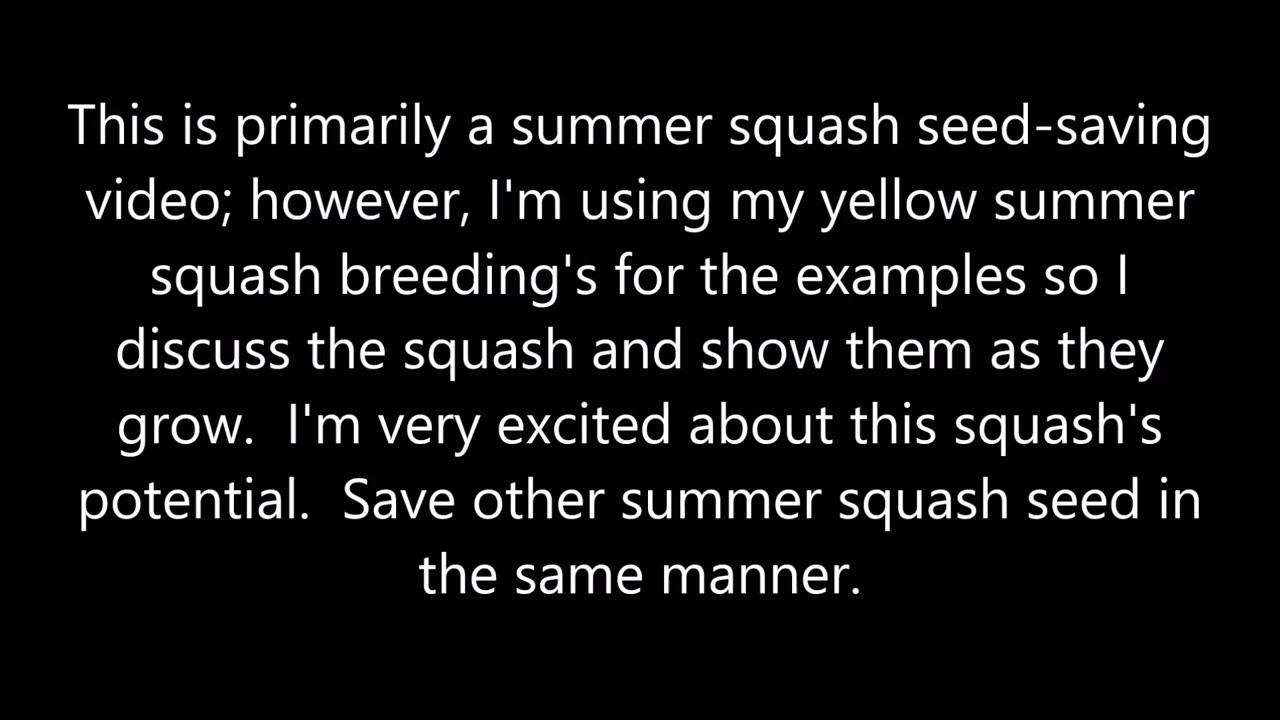 This is primarily a summer squash seed-saving
video; however, I'm using my yellow summer
squash breeding's for the examples so I
discuss the squash and show them as they
grow.  I'm very excited about this squash's
potential.  Save other summer squash seed in
the same manner.